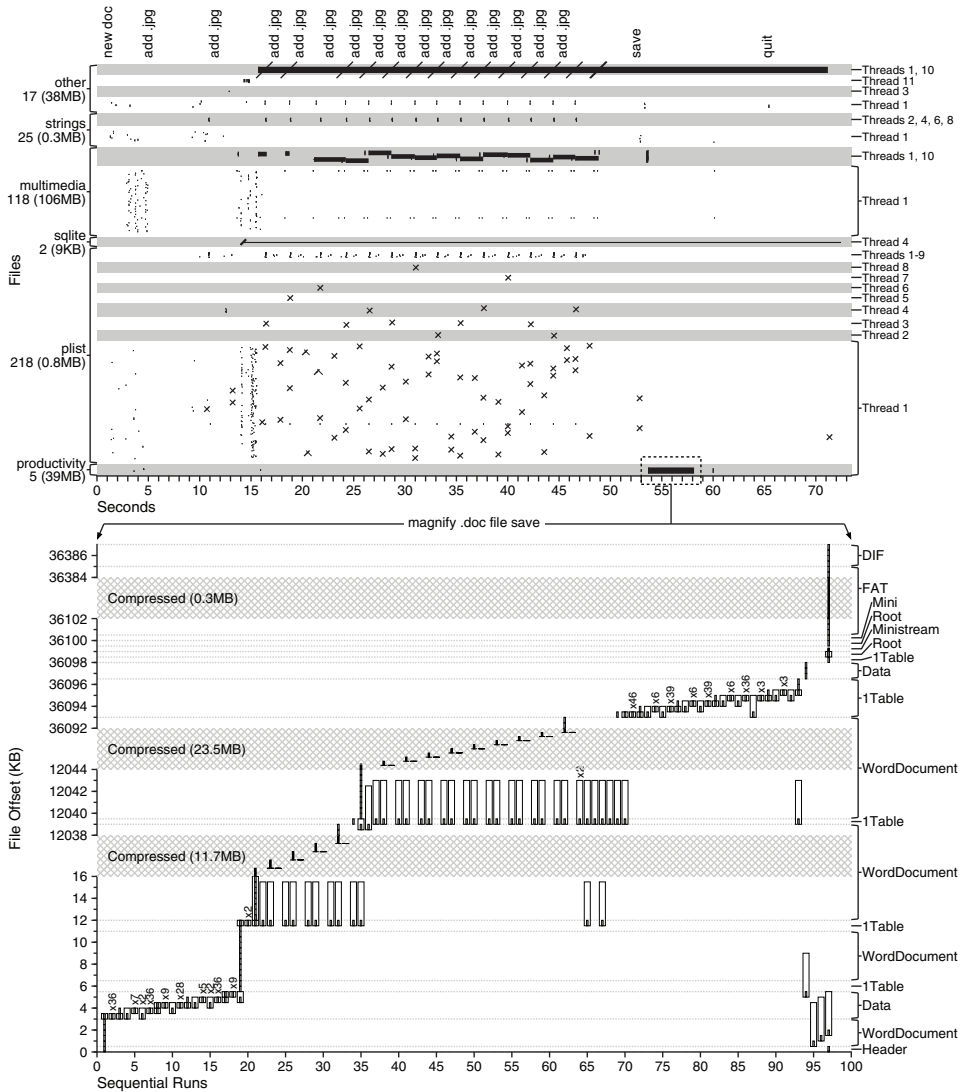 new doc
add .jpg
add .jpg
add .jpg
add .jpg
add .jpg
add .jpg
add .jpg
add .jpg
add .jpg
add .jpg
add .jpg
add .jpg
add .jpg
save
quit
other
17 (38MB)
strings
25 (0.3MB)
multimedia
118 (106MB)
sqlite
2 (9KB)
plist
218 (0.8MB)
productivity
5 (39MB)
Files
Threads 1, 10
Thread 11
Thread 3
Thread 1
Threads 2, 4, 6, 8
Thread 1
Threads 1, 10
Thread 1
Thread 4
Threads 1-9
Thread 8
Thread 7
Thread 6
Thread 5
Thread 4
Thread 3
Thread 2
Thread 1
0 5 10 15 20 25 30 35 40 45 50 55 60 65 70
Seconds
magnify .doc file save
File Offset (KB)
36386
36384
36102
36100
36098
36096
36094
36092
12044
12042
12040
12038
16
14
12
11
10
9
8
7
6
5
4
3
2
1
0
Compressed (0.3MB)
Compressed (23.5MB)
Compressed (11.7MB)
x36
x7
x2
x36
x9
x28
x5
x2
x36
x9
x2
x2
x46
x6
x39
x6
x39
x6
x36
x3
x3
DIF
FAT
Mini
Root
Ministream
Root
1Table
Data
1Table
WordDocument
1Table
WordDocument
1Table
WordDocument
1Table
Data
WordDocument
Header
0 5 10 15 20 25 30 35 40 45 50 55 60 65 70 75 80 85 90 95 100
Sequential Runs